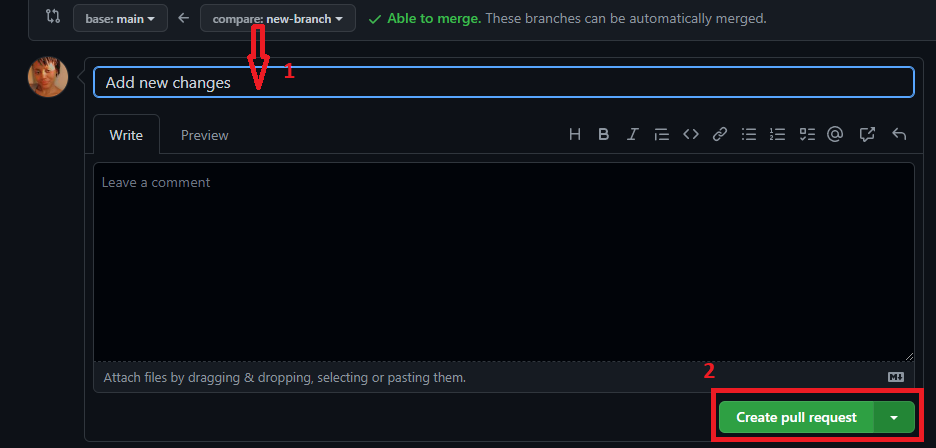 base: main compare: new-branch Able to merge. These branches can be automatically merged.
1
Add new changes
Write Preview
Leave a comment
Attach files by dragging & dropping, selecting or pasting them.
2
Create pull request